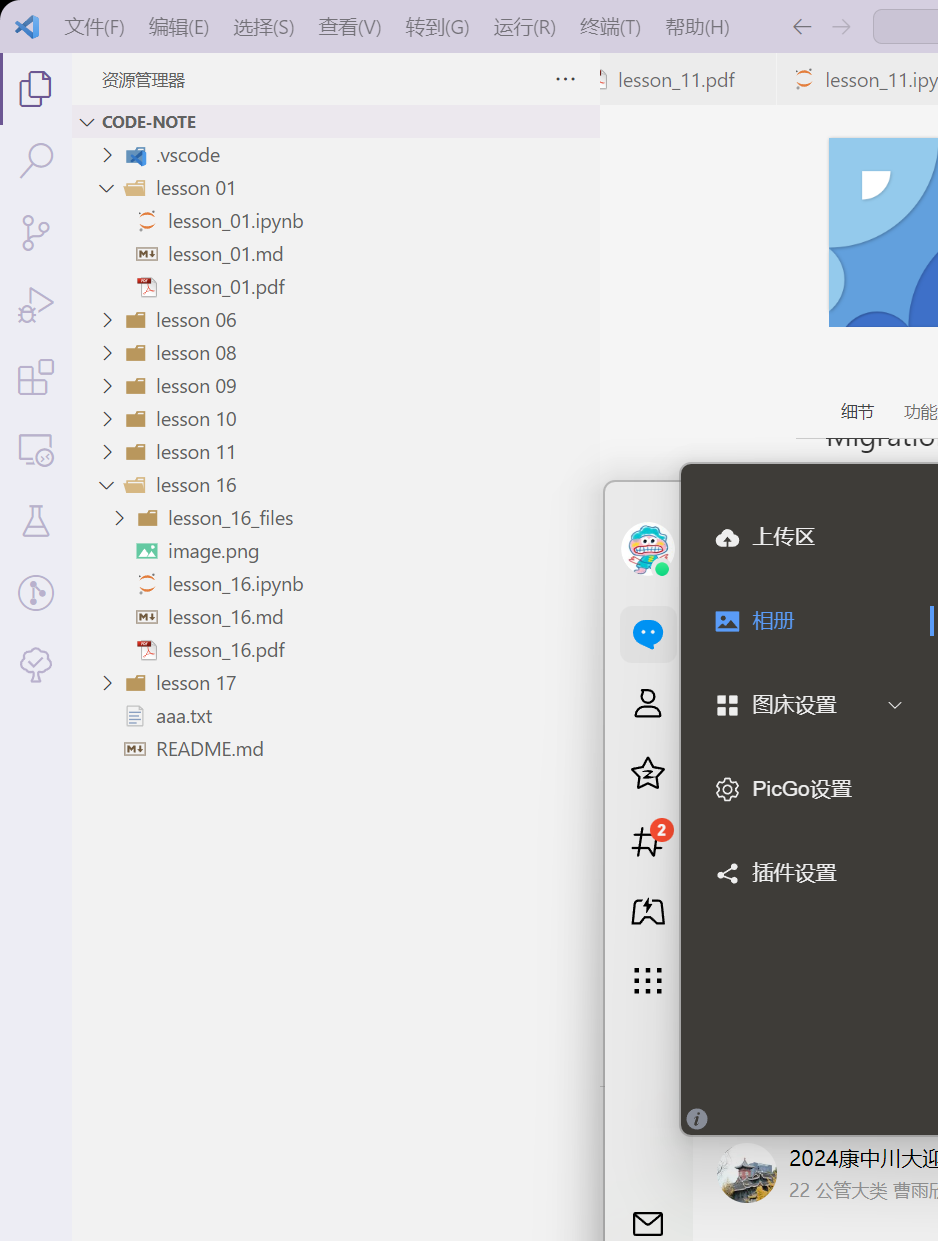 文件(F) 编辑(E) 选择(S) 查看(V) 转到(G) 运行(R) 终端(T) 帮助(H)
资源管理器
lesson_11.pdf
lesson_11.ipy
CODE-NOTE
.vscode
lesson 01
lesson_01.ipynb
lesson_01.md
lesson_01.pdf
lesson 06
lesson 08
lesson 09
lesson 10
lesson 11
lesson 16
lesson_16_files
image.png
lesson_16.ipynb
lesson_16.md
lesson_16.pdf
lesson 17
aaa.txt
README.md
细节 功能
Migratio
上传区
相册
图床设置
PicGo设置
插件设置
2
2024康中川大迎
22 公管大类 曹雨欣